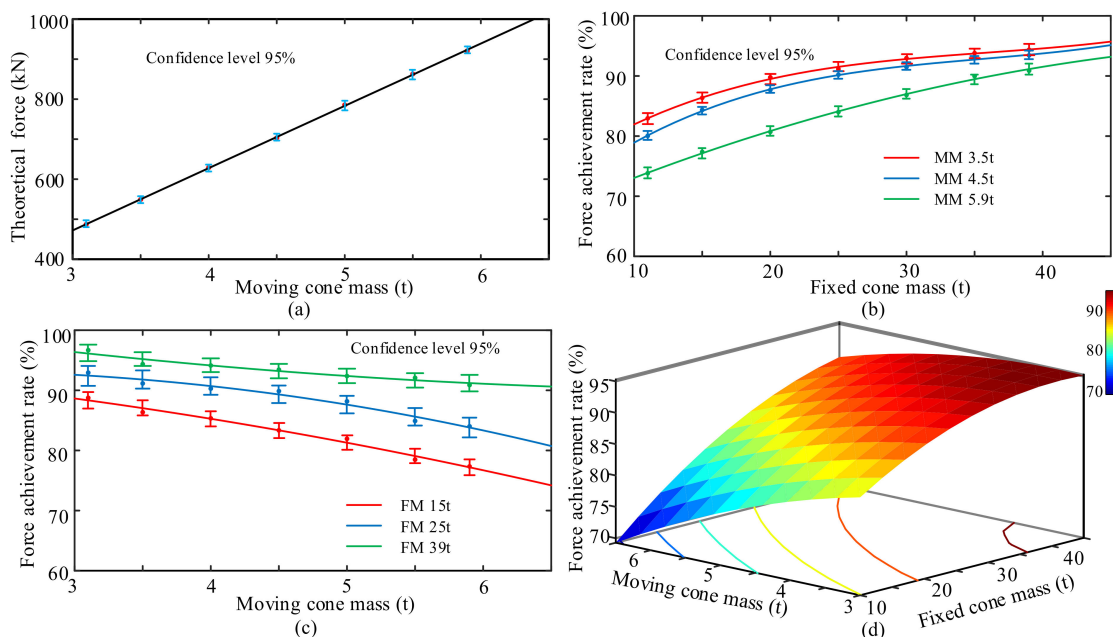 (a)
1000
800
600
400
Theoretical force (kN)
Confidence level 95%
3
4
5
6
Moving cone mass (t)
(a)
(b)
100
90
80
70
60
Force achievement rate (%)
Confidence level 95%
MM 3.5t
MM 4.5t
MM 5.9t
10
20
30
40
Fixed cone mass (t)
(b)
(c)
100
90
80
60
Force achievement rate (%)
Confidence level 95%
FM 15t
FM 25t
FM 39t
3
4
5
6
Moving cone mass (t)
(c)
90
80
70
95
90
85
80
75
70
Force achievement rate (%)
6
5
4
3
Moving cone mass (t)
10
20
30
40
Fixed cone mass (t)
(d)